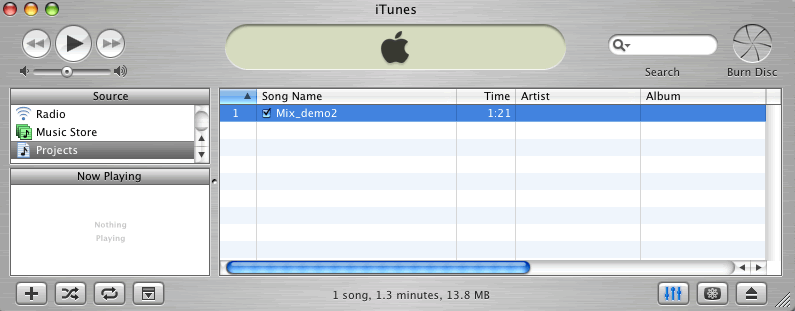 iTunes
Search
Burn Disc
Source
Radio
Music Store
Projects
Now Playing
Nothing
Playing
Song Name Time Artist Album
1 Mix_demo2 1:21
1 song, 1.3 minutes, 13.8 MB